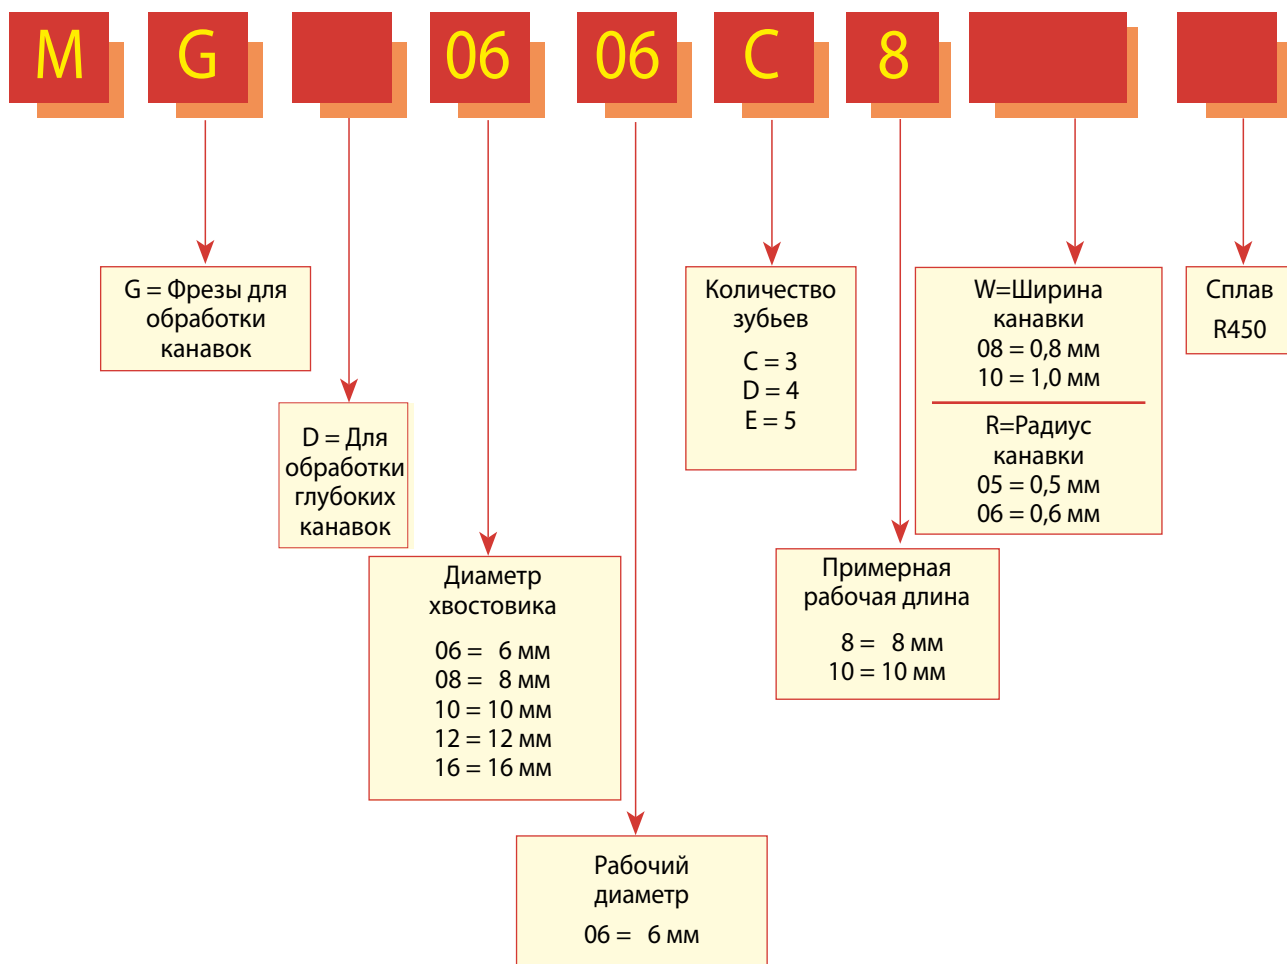 M G 06 06 C 8
G = Фрезы для
обработки
канавок
D = Для
обработки
глубоких
канавок
Диаметр
хвостовика
06 = 6 мм
08 = 8 мм
10 = 10 мм
12 = 12 мм
16 = 16 мм
Рабочий
диаметр
06 = 6 мм
Количество
зубьев
C = 3
D = 4
E = 5
Примерная
рабочая длина
8 = 8 мм
10 = 10 мм
W=Ширина
канавки
08 = 0,8 мм
10 = 1,0 мм
R=Радиус
канавки
05 = 0,5 мм
06 = 0,6 мм
Сплав
R450